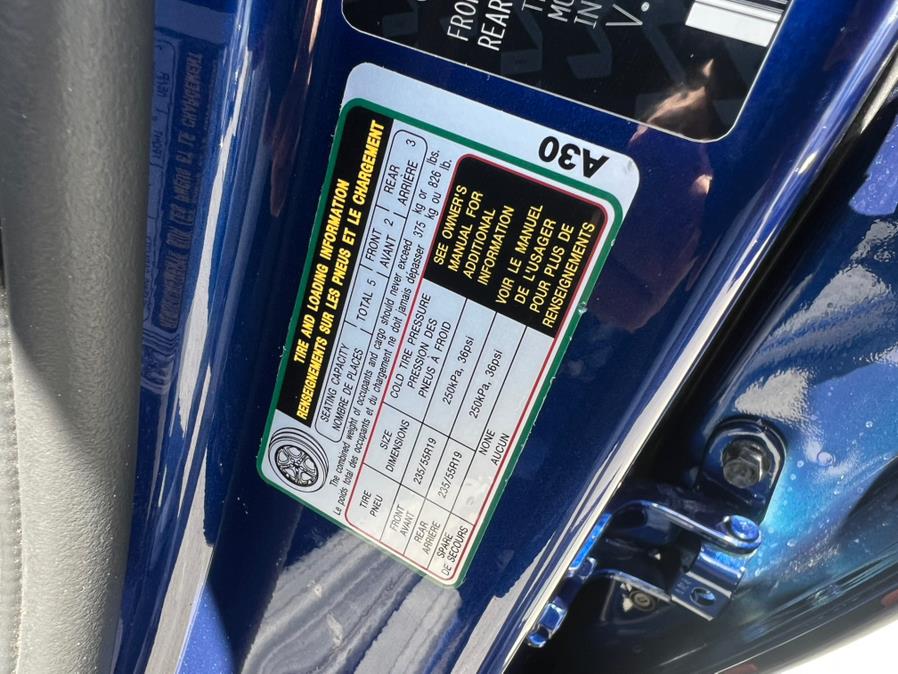 FRO
REAR
T
MO
IN
V.
A30
TIRE AND LOADING INFORMATION
RENSEIGNEMENTS SUR LES PNEUS ET LE CHARGEMENT
SEATING CAPACITY
NOMBRE DE PLACES
TOTAL 5
FRONT
AVANT 2
REAR
ARRIÈRE 3
The combined weight of occupants and cargo should never exceed 375 kg or 826 lbs.
Le poids total des occupants et du chargement ne doit jamais dépasser 375 kg ou 826 lb.
TIRE
PNEU
SIZE
DIMENSIONS
COLD TIRE PRESSURE
PRESSION DES
PNEUS À FROID
SEE OWNER'S
MANUAL FOR
ADDITIONAL
INFORMATION
VOIR LE MANUEL
DE L'USAGER
POUR PLUS DE
RENSEIGNEMENTS
FRONT
AVANT
235/55R19
250kPa, 36psi
REAR
ARRIÈRE
235/55R19
250kPa, 36psi
SPARE
DE SECOURS
NONE
AUCUN